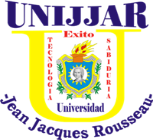 UNIJJAR
Exito
TECNOLOGIA
SABIDURIA
Universidad
-Jean Jacques Rousseau-